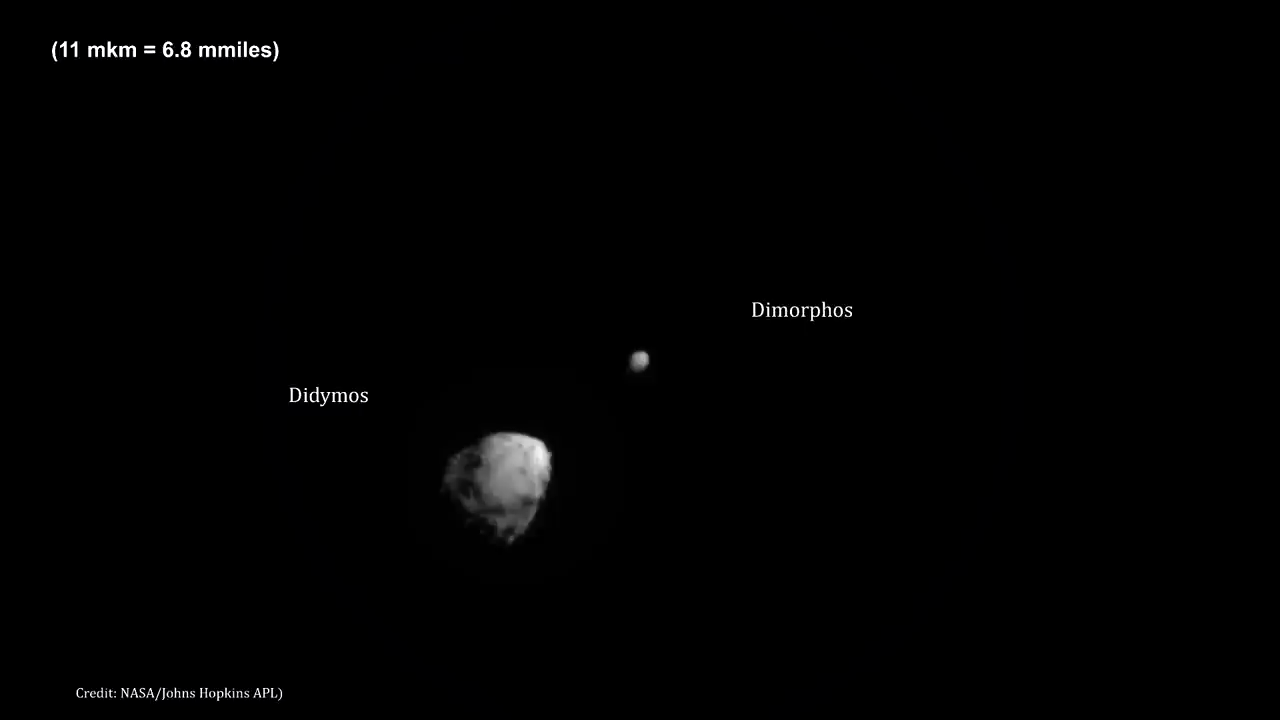 (11 mkm = 6.8 mmiles)
Dimorphos
Didymos
Credit: NASA/Johns Hopkins APL)